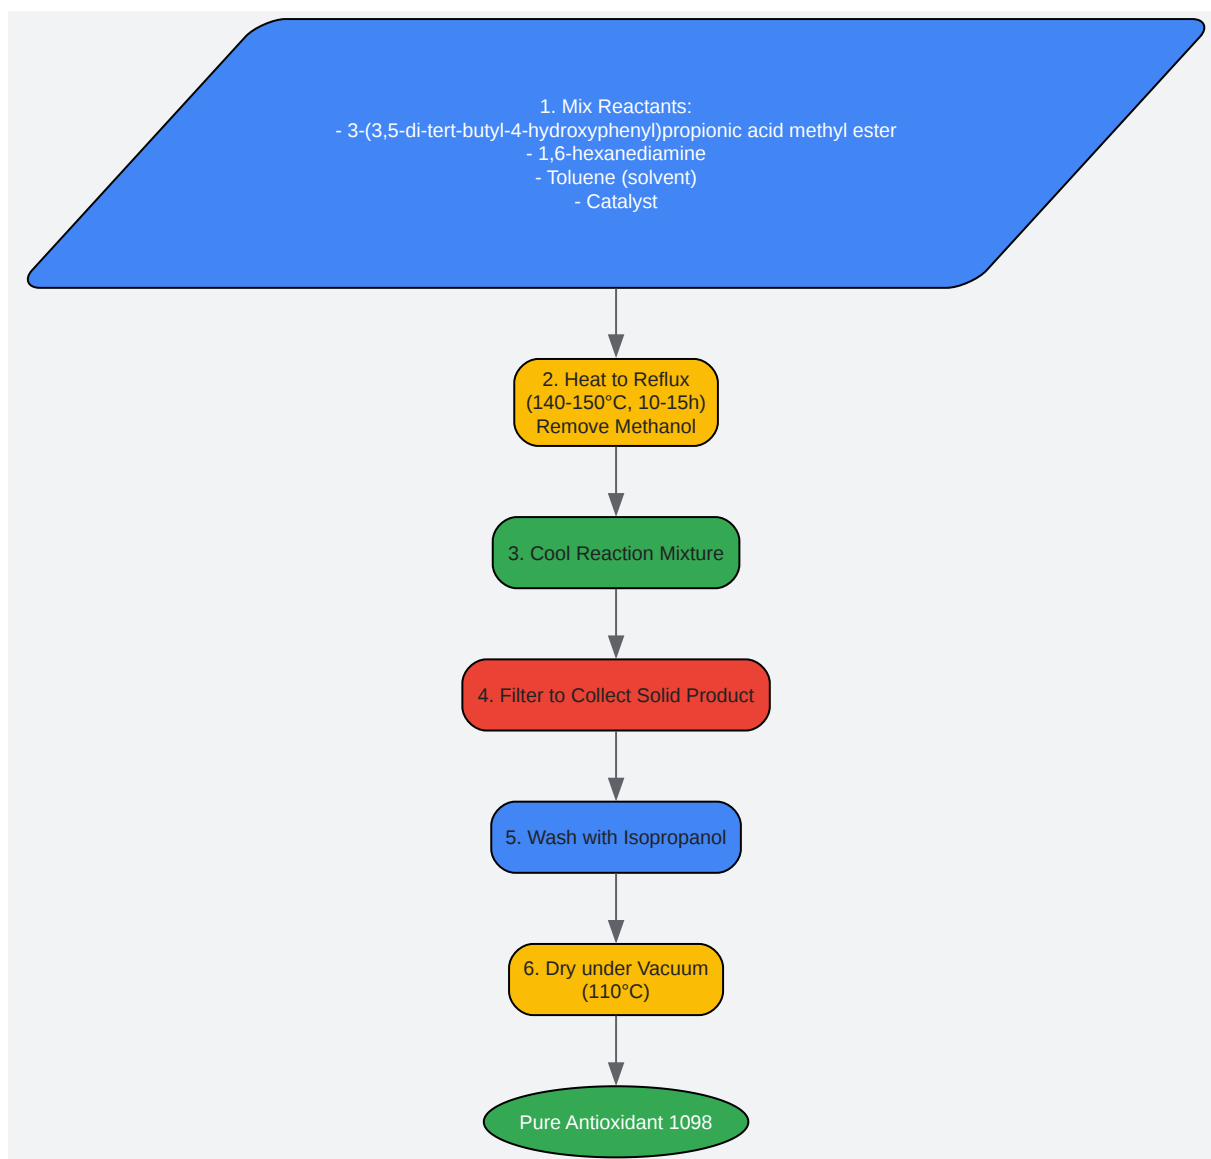 1. Mix Reactants:
- 3-(3,5-di-tert-butyl-4-hydroxyphenyl)propionic acid methyl ester
- 1,6-hexanediamine
- Toluene (solvent)
- Catalyst
2. Heat to Reflux
(140-150°C, 10-15h)
Remove Methanol
3. Cool Reaction Mixture
4. Filter to Collect Solid Product
5. Wash with Isopropanol
6. Dry under Vacuum
(110°C)
Pure Antioxidant 1098